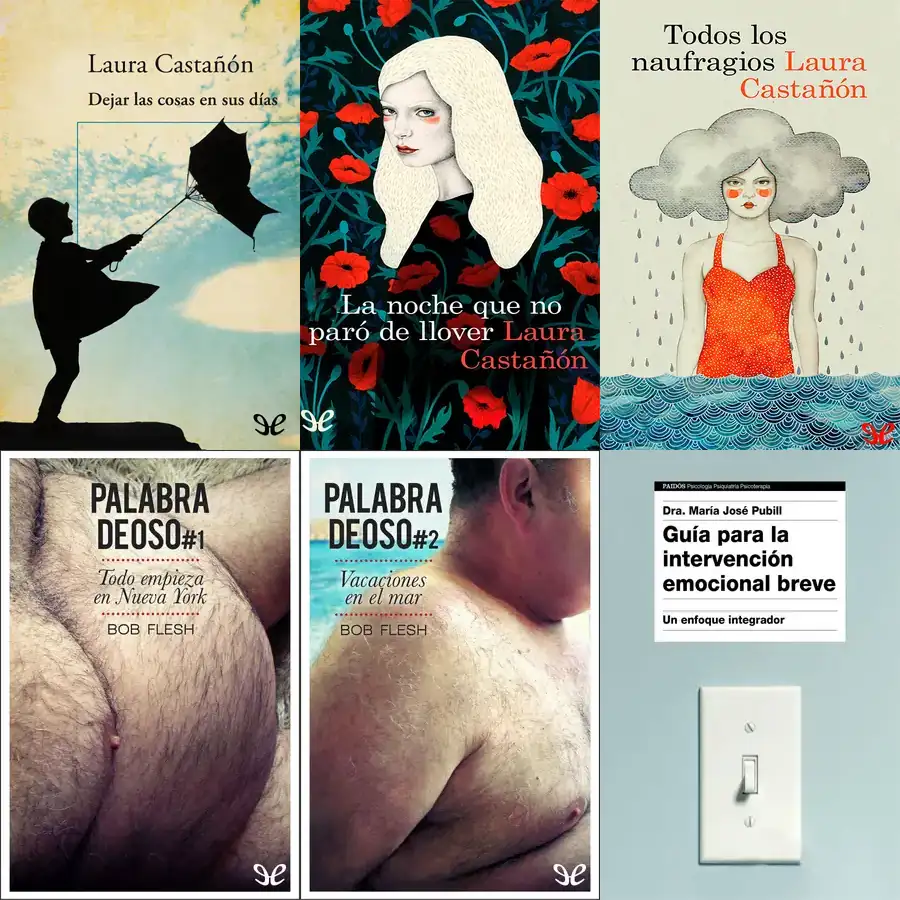 Laura Castañón
Dejar las cosas en sus días
La noche que no
paró de llover Laura
Castañón
Todos los
naufragios Laura
Castañón
PALABRA
DEOSO#1
Todo empieza
en Nueva York
BOB FLESH
PALABRA
DEOSO#2
Vacaciones
en el mar
BOB FLESH
PAIDÓS Psicología Psiquiatría Psicoterapia
Dra. María José Pubill
Guía para la
intervención
emocional breve
Un enfoque integrador